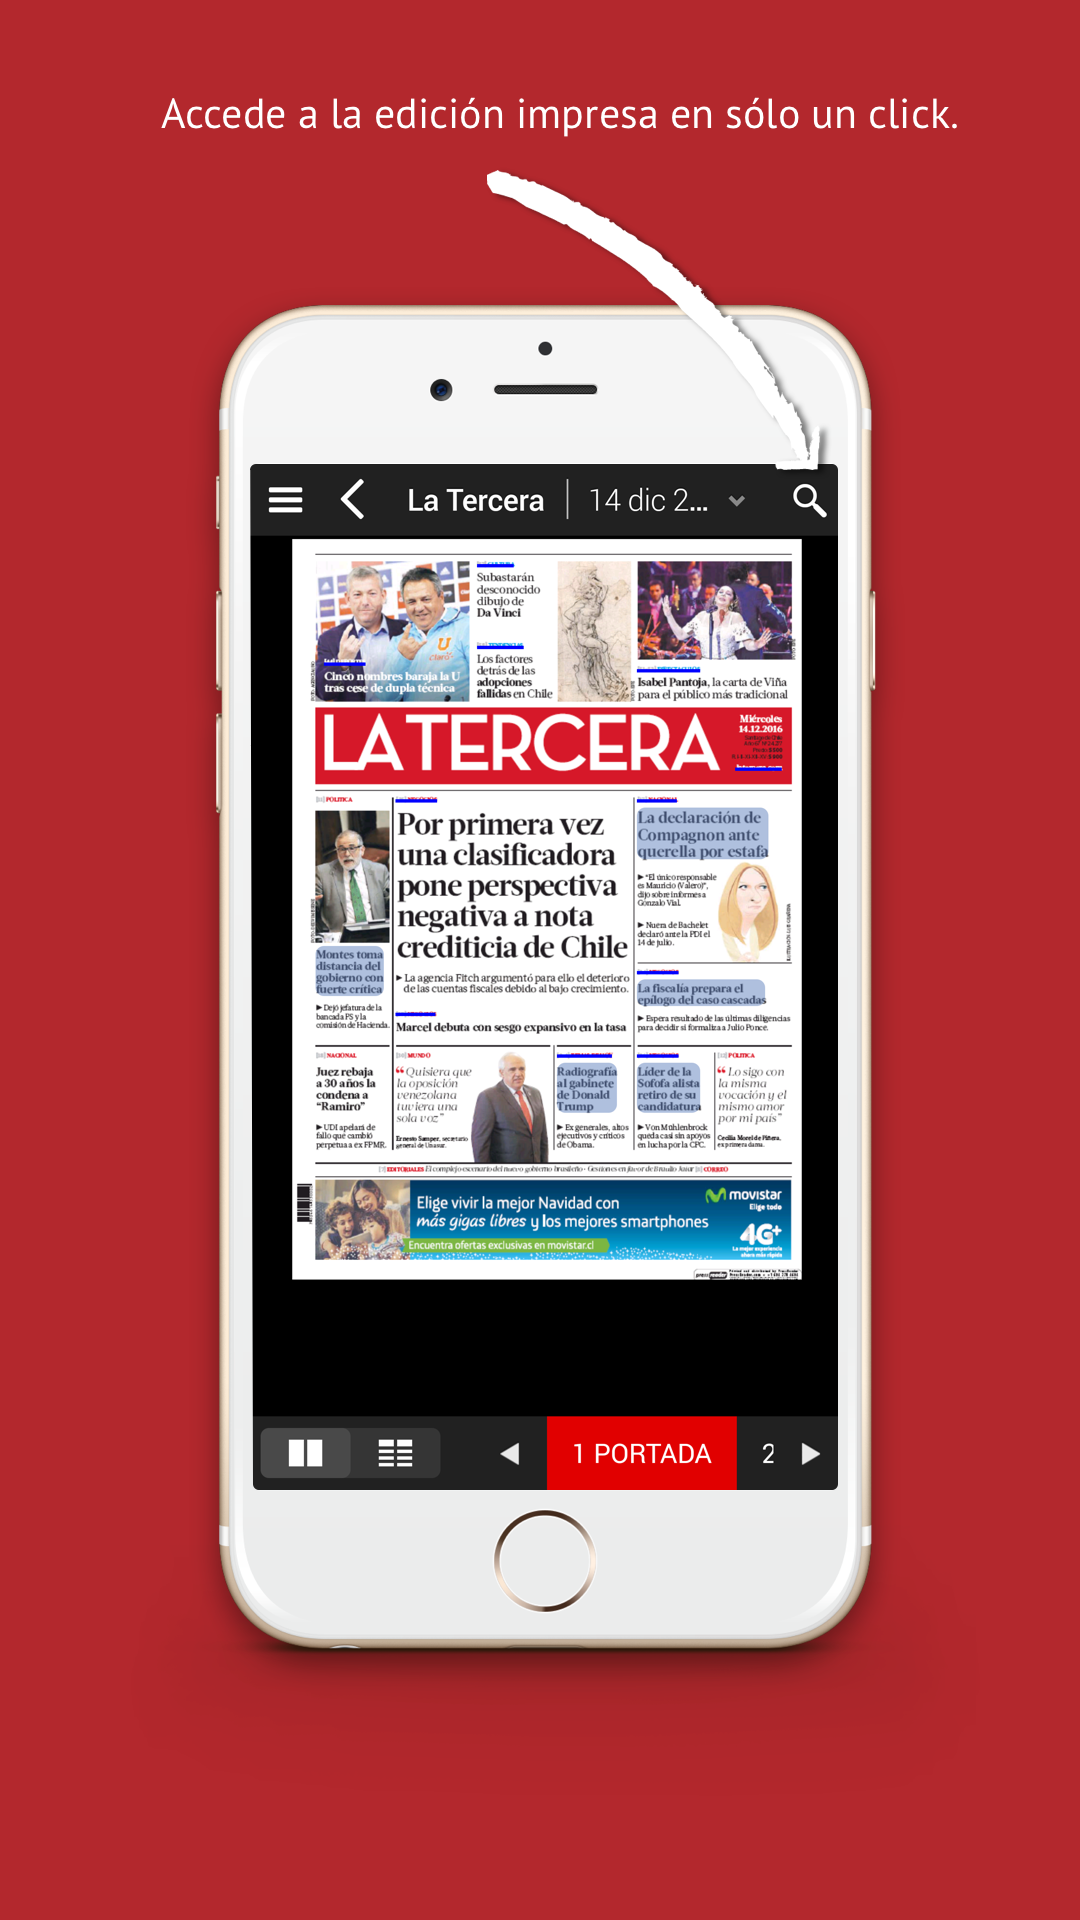 Accede a la edición impresa en sólo un click.
La Tercera
14 dic 2...
Subastarán
desconocido
dibujo de
Da Vinci
Los factores
detrás de las
adopciones
fallidas en Chile
Cinco nombres baraja la U
tras cese de dupla técnica
Isabel Pantoja, la carta de Viña
para el público más tradicional
LA TERCERA
Miércoles
14.12.2016
POLÍTICA
Montes toma
distancia del
gobierno con
fuerte crítica
Dejó jefatura de la
bancada PS y la
comisión de Hacienda.
Por primera vez
una clasificadora
pone perspectiva
negativa a nota
crediticia de Chile
La agencia Fitch argumentó para ello el deterioro
de las cuentas fiscales debido al bajo crecimiento.
Marcel debuta con sesgo expansivo en la tasa
La declaración de
Compagnon ante
querella por estafa
"El único responsable
es Mauricio (Valero)",
dijo sobre informes a
Gonzalo Vial.
Nuera de Bachelet
declaró ante la PDI el
14 de julio.
La fiscalía prepara el
epílogo del caso cascadas
Espera resultado de las últimas diligencias
para decidir si formaliza a Julio Ponce.
NACIONAL
Juez rebaja
a 30 años la
condena a
"Ramiro"
UDI apelará de
fallo que cambió
perpetua a ex FPMR.
MUNDO
"Quisiera que
la oposición
venezolana
tuviera una
sola voz"
Ernesto Samper, secretario
general de Unasur.
Radiografía
al gabinete
de Donald
Trump
Ex generales, altos
ejecutivos y críticos
de Obama.
Líder de la
Sofofa alista
retiro de su
candidatura
Von Mühlenbrock
queda casi sin apoyos
en lucha por la CPC.
POLÍTICA
"Lo sigo con
la misma
vocación y el
mismo amor
por mi país"
Cecilia Morel de Piñera,
ex primera dama.
EDITORIALES El complejo escenario del nuevo gobierno brasileño · Gestiones en favor de Braulio Jatar CORREO
Elige vivir la mejor Navidad con
más gigas libres y los mejores smartphones
Encuentra ofertas exclusivas en movistar.cl
movistar
Elige todo
4G+
La mejor experiencia
ahora más rápida
1 PORTADA
2